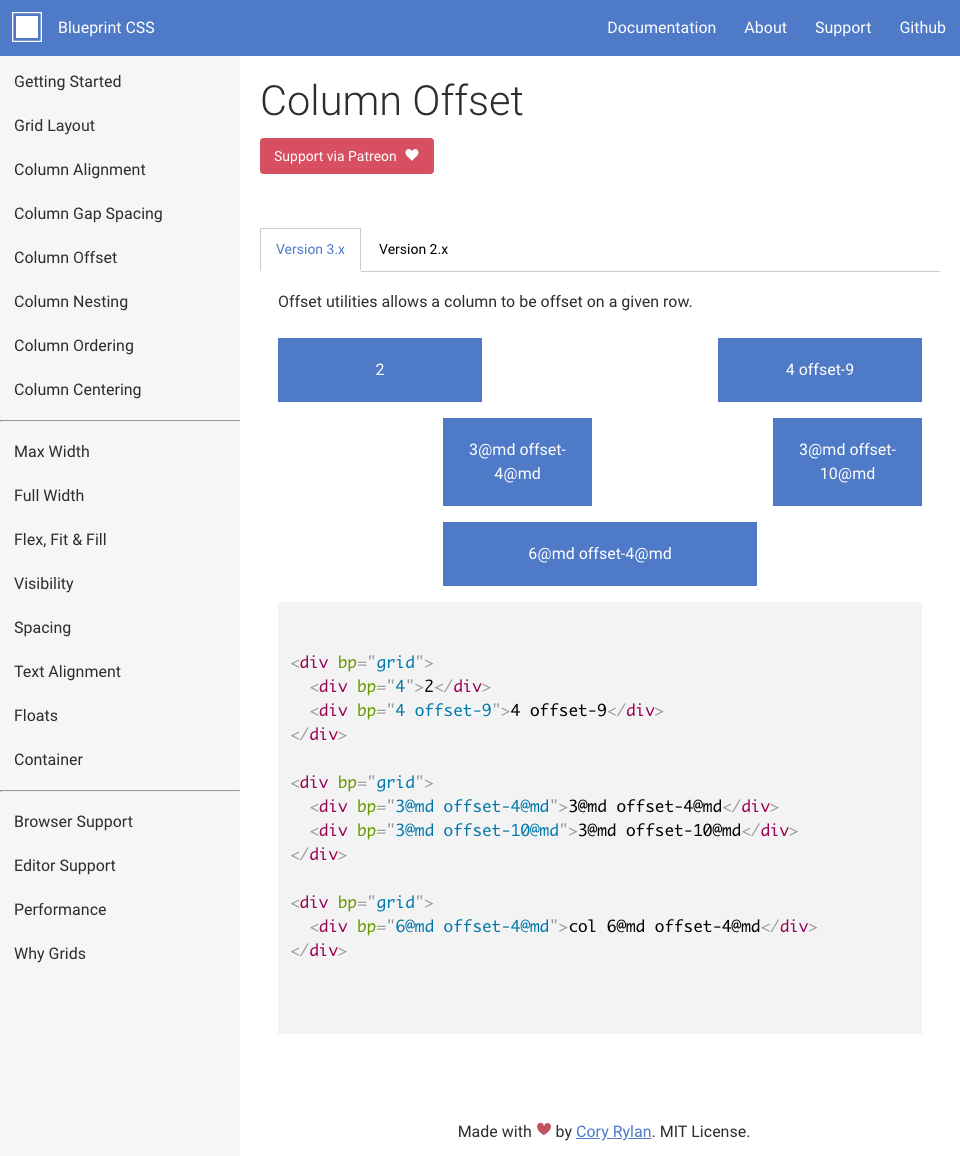 Blueprint CSS
Documentation
About
Support
Github
Getting Started
Grid Layout
Column Alignment
Column Gap Spacing
Column Offset
Column Nesting
Column Ordering
Column Centering
Max Width
Full Width
Flex, Fit & Fill
Visibility
Spacing
Text Alignment
Floats
Container
Browser Support
Editor Support
Performance
Why Grids
Column Offset
Support via Patreon
Version 3.x
Version 2.x
Offset utilities allows a column to be offset on a given row.
2
4 offset-9
3@md offset-
4@md
3@md offset-
10@md
6@md offset-4@md
<div bp="grid">
  <div bp="4">2</div>
  <div bp="4 offset-9">4 offset-9</div>
</div>
<div bp="grid">
  <div bp="3@md offset-4@md">3@md offset-4@md</div>
  <div bp="3@md offset-10@md">3@md offset-10@md</div>
</div>
<div bp="grid">
  <div bp="6@md offset-4@md">col 6@md offset-4@md</div>
</div>
Made with ❤ by Cory Rylan. MIT License.